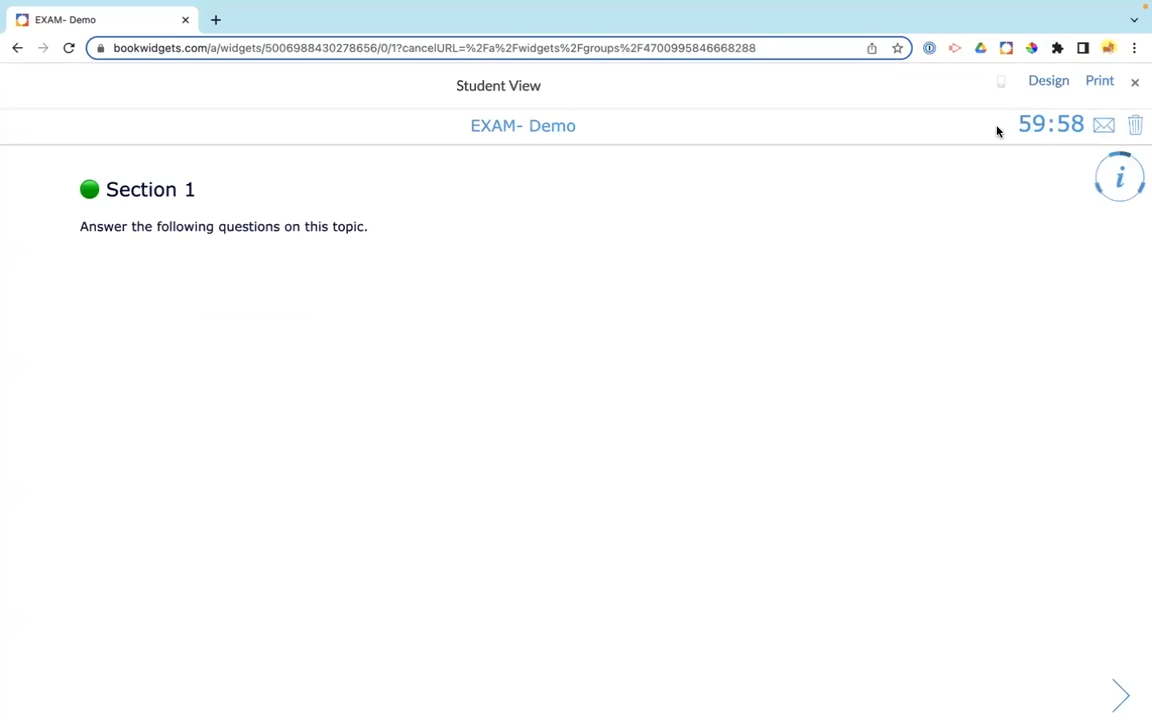 EXAM- Demo
bookwidgets.com/a/widgets/5006988430278656/0/1?cancelURL=%2Fa%2Fwidgets%2Fgroups%2F4700995846668288
Student View
Design
Print
EXAM- Demo
59:58
i
Section 1
Answer the following questions on this topic.